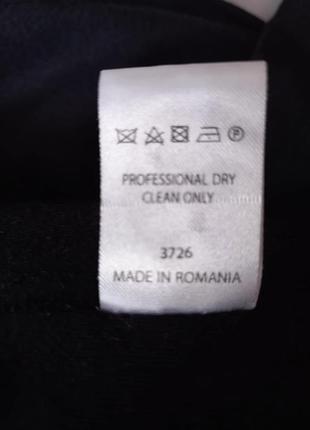 P
PROFESSIONAL DRY
CLEAN ONLY
3726
MADE IN ROMANIA